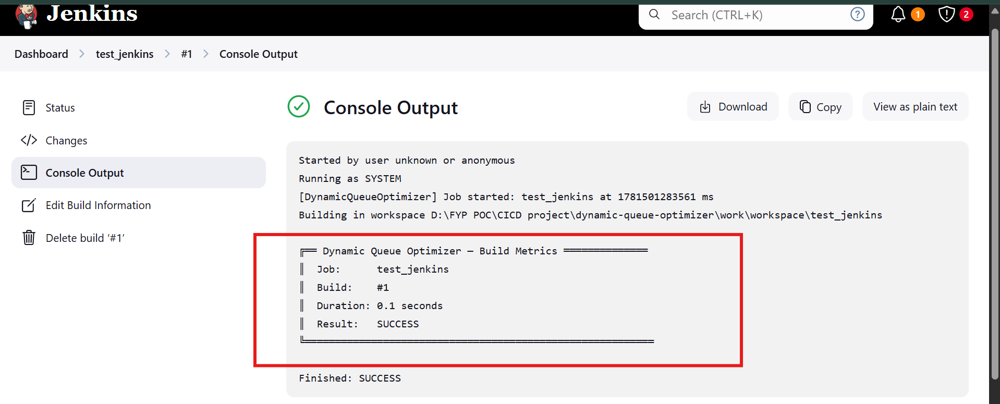 Jenkins
Search (CTRL+K)
?
1
2
Dashboard > test_jenkins > #1 > Console Output
Status
Changes
Console Output
Edit Build Information
Delete build ‘#1’
Console Output
Download
Copy
View as plain text
Started by user unknown or anonymous
Running as SYSTEM
[DynamicQueueOptimizer] Job started: test_jenkins at 1781501283561 ms
Building in workspace D:\FYP POC\CICD project\dynamic-queue-optimizer\work\workspace\test_jenkins
╔══ Dynamic Queue Optimizer — Build Metrics ══════════════
║  Job:      test_jenkins
║  Build:    #1
║  Duration: 0.1 seconds
║  Result:   SUCCESS
╚══════════════════════════════════════════════════════════
Finished: SUCCESS